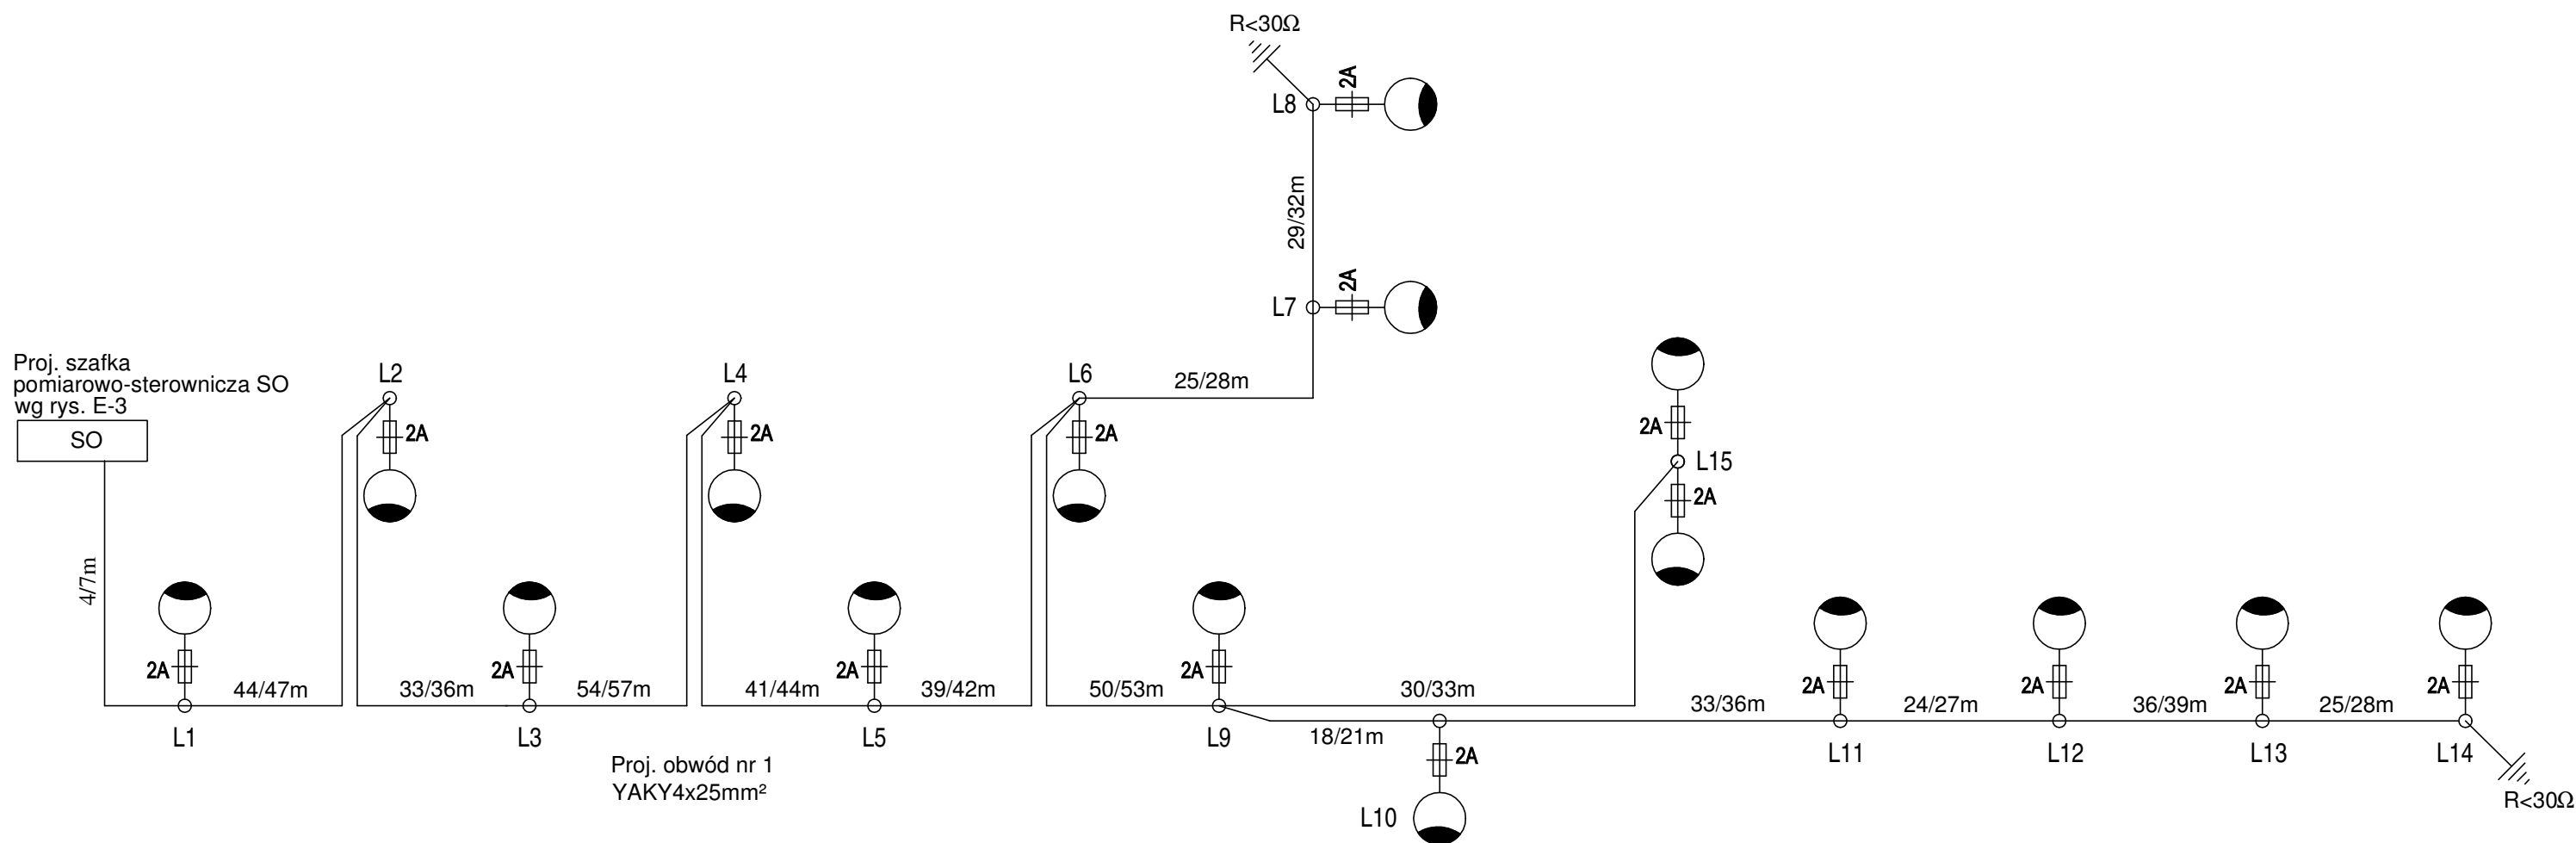 R<30Ω
2A
L8
29/32m
2A
L7
Proj. szafka
pomiarowo-sterownicza SO
wg rys. E-3
SO
L2
L4
L6
25/28m
2A
2A
2A
2A
L15
2A
4/7m
2A
2A
2A
2A
2A
2A
2A
2A
44/47m
33/36m
54/57m
41/44m
39/42m
50/53m
30/33m
33/36m
24/27m
36/39m
25/28m
L1
L3
L5
L9
18/21m
L11
L12
L13
L14
Proj. obwód nr 1
YAKY4x25mm²
2A
L10
R<30Ω